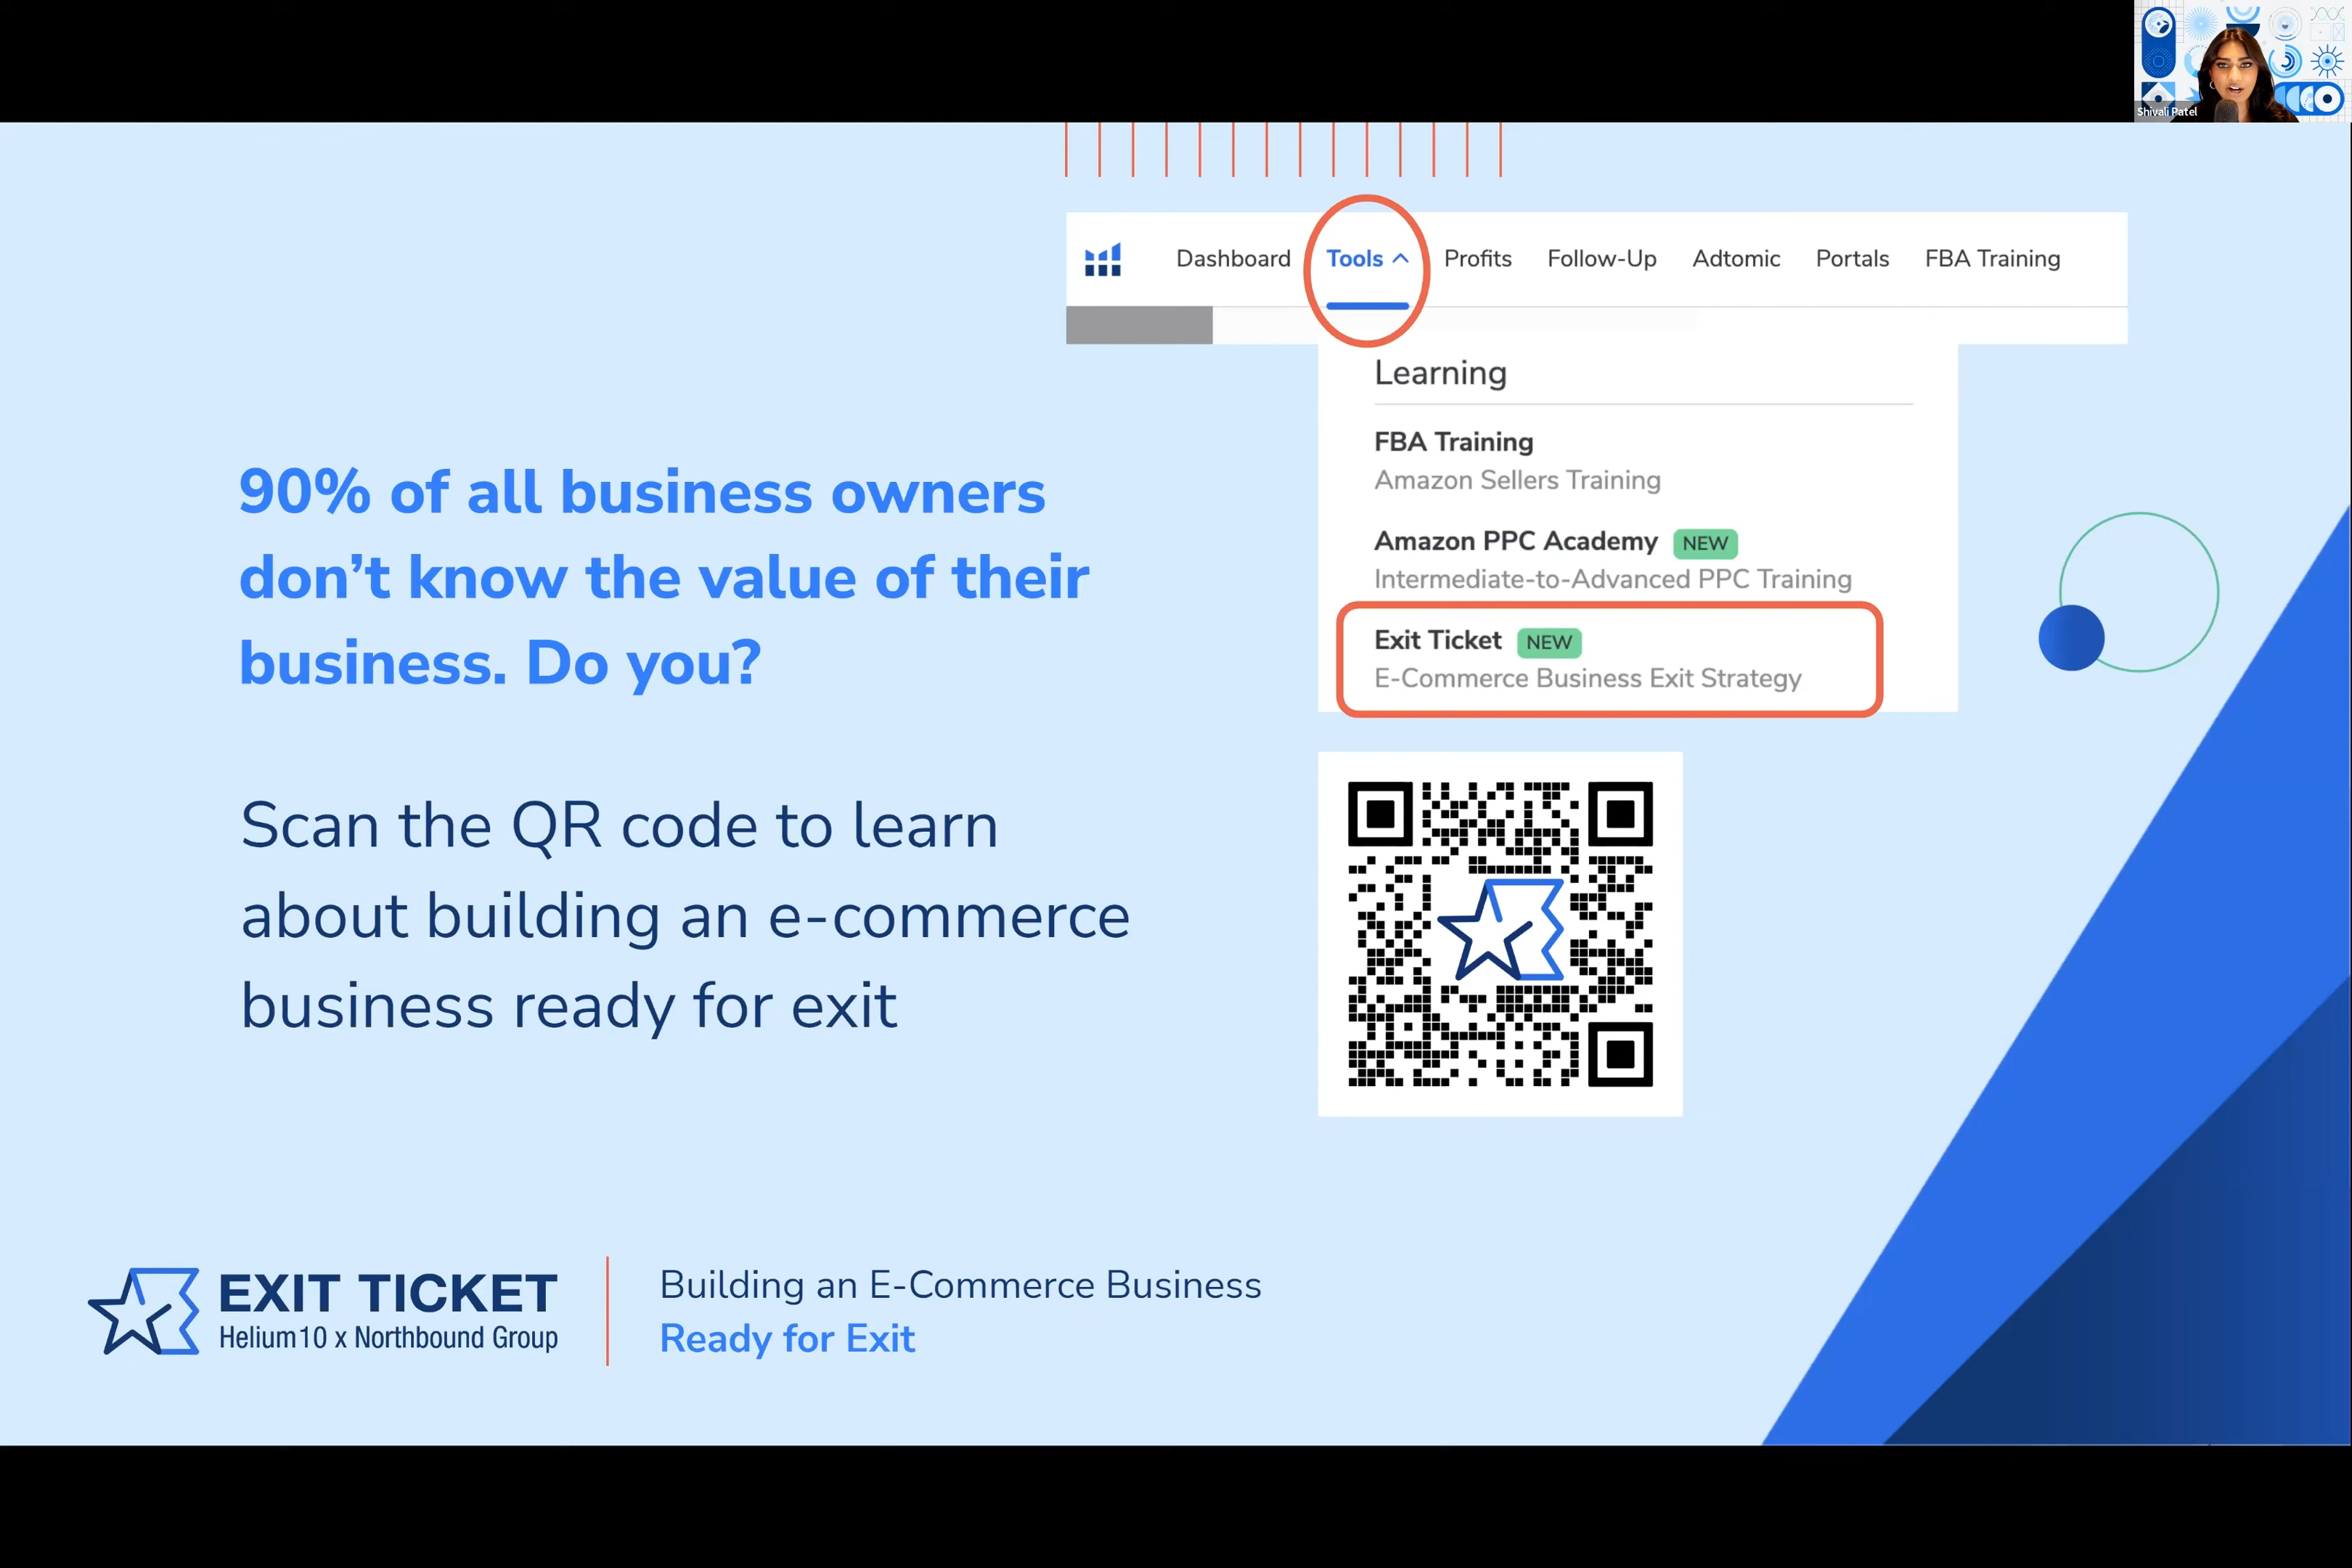 Shivali Patel
Dashboard Tools Profits Follow-Up Adtomic Portals FBA Training
Learning
FBA Training
Amazon Sellers Training
Amazon PPC Academy NEW
Intermediate-to-Advanced PPC Training
Exit Ticket NEW
E-Commerce Business Exit Strategy
90% of all business owners
don’t know the value of their
business. Do you?
Scan the QR code to learn
about building an e-commerce
business ready for exit
EXIT TICKET
Helium10 x Northbound Group
Building an E-Commerce Business
Ready for Exit